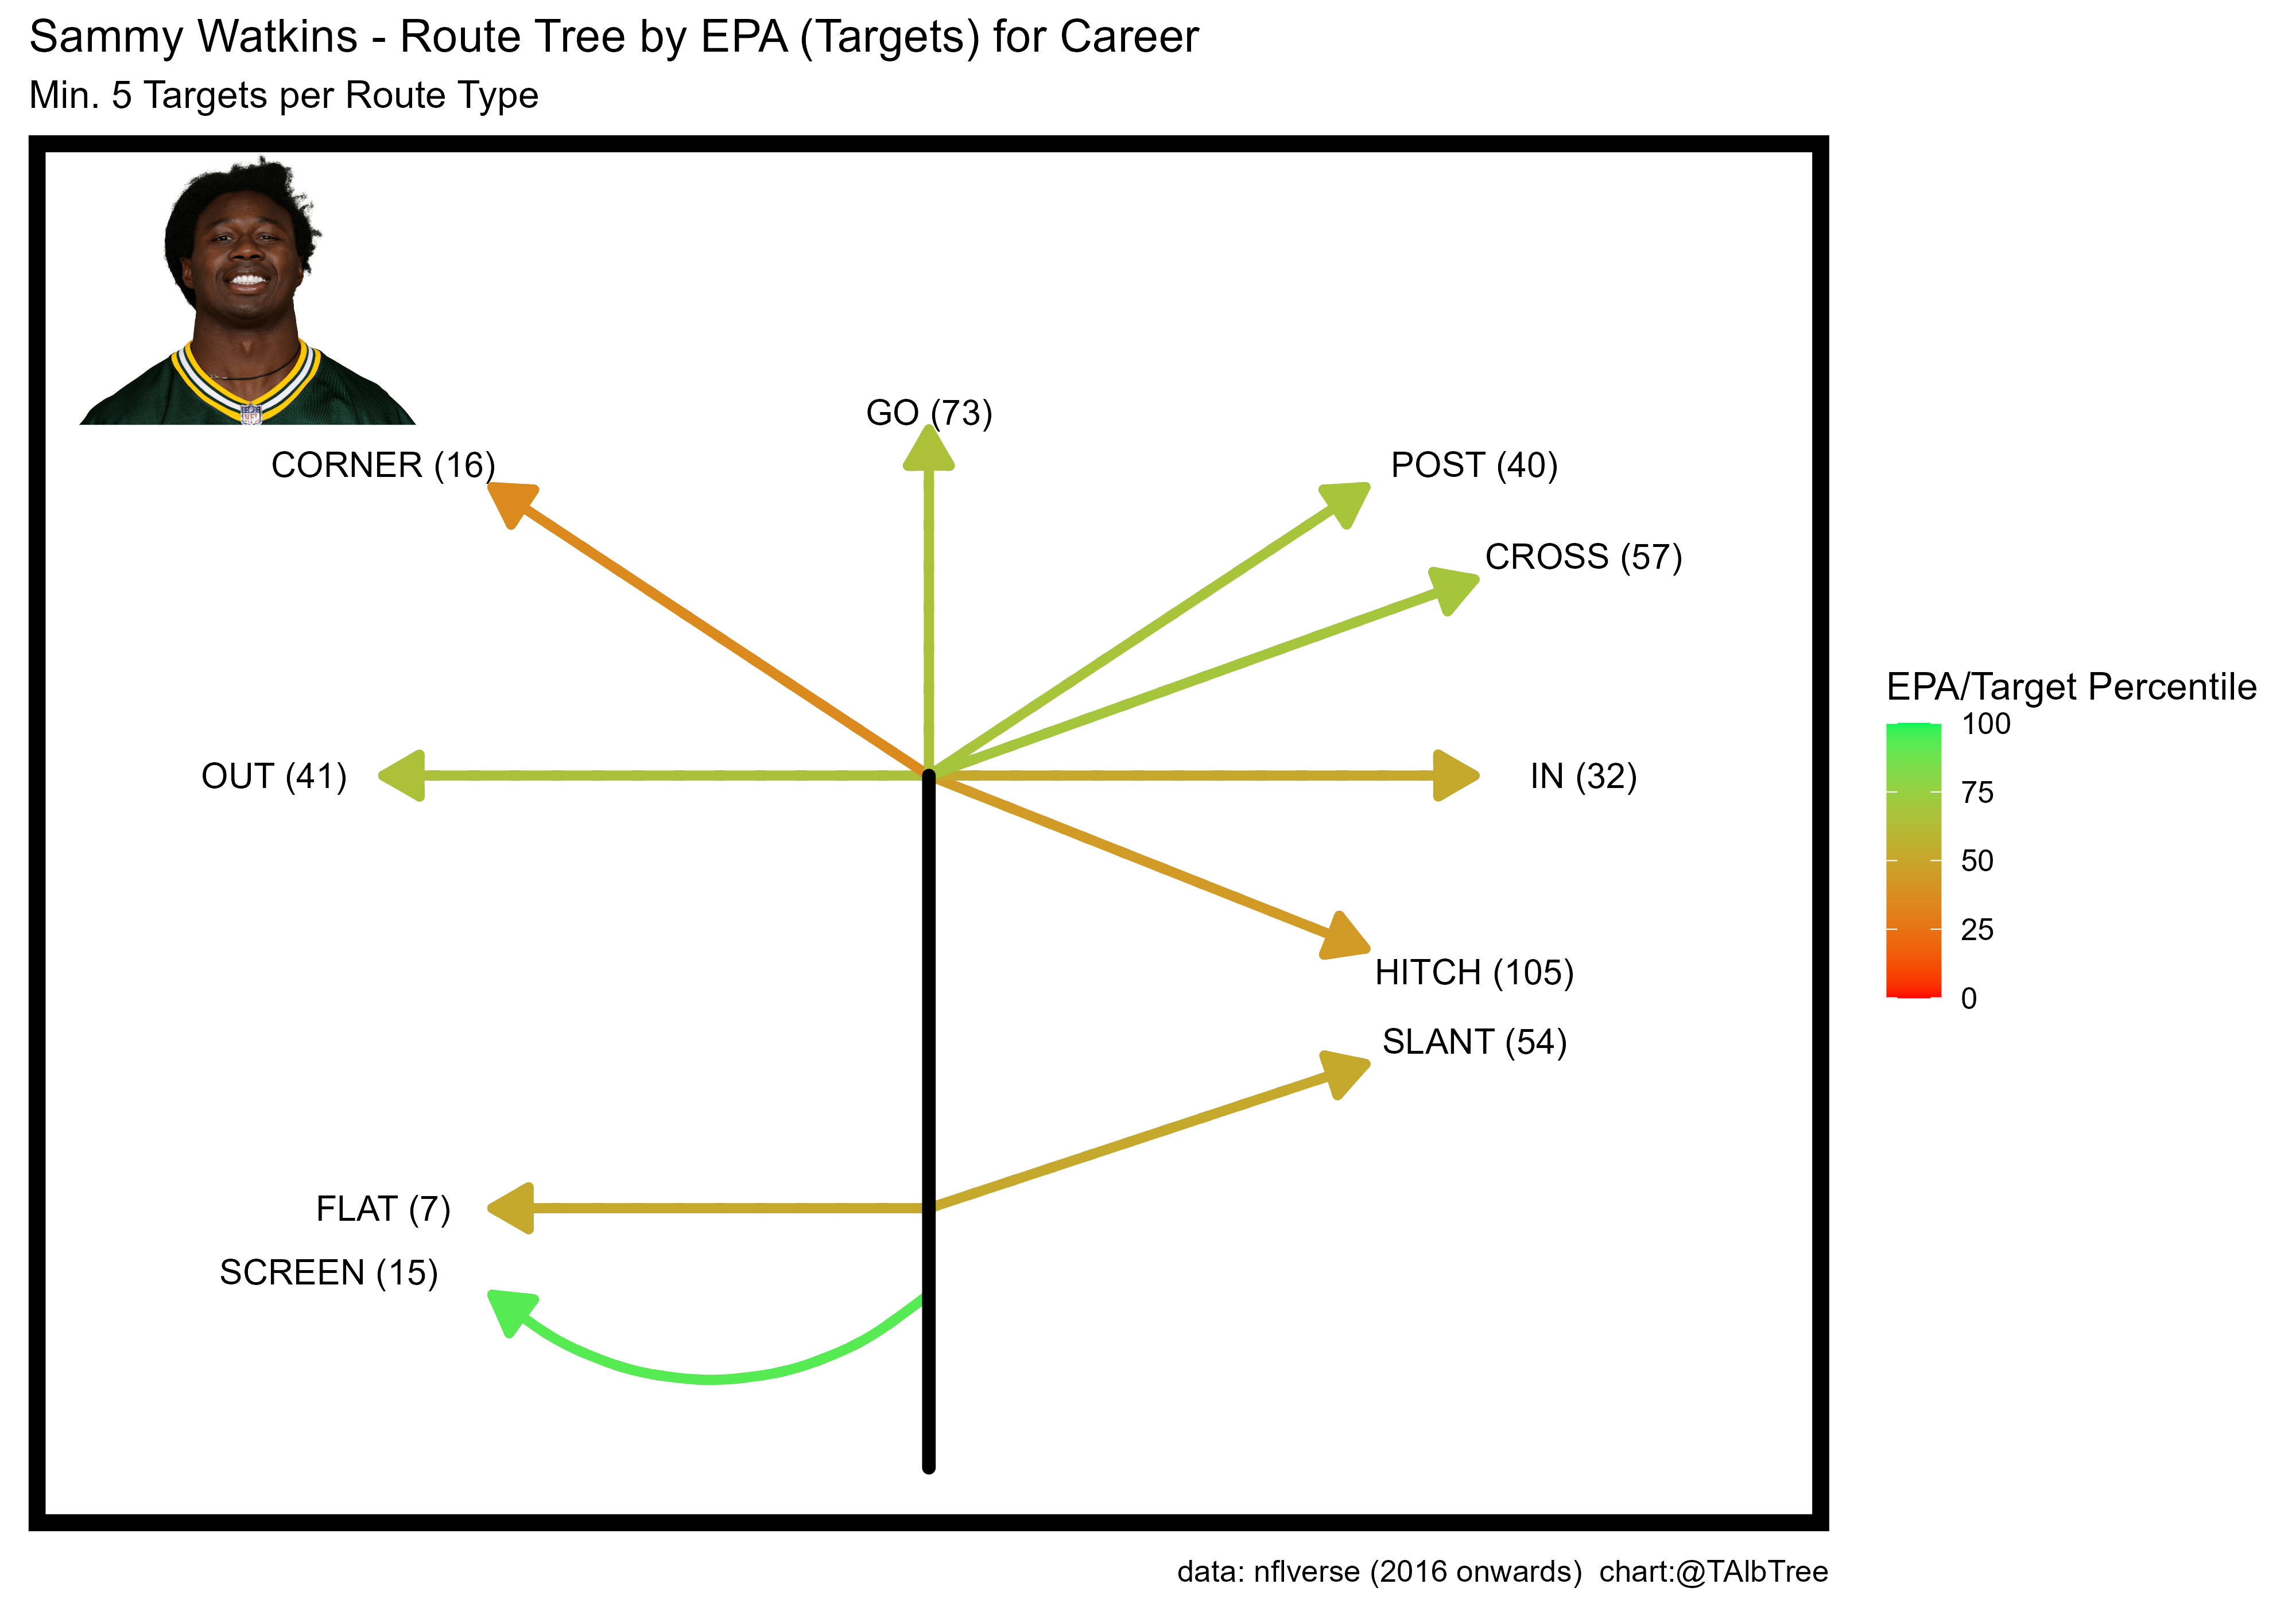 Sammy Watkins - Route Tree by EPA (Targets) for Career
Min. 5 Targets per Route Type
GO (73)
CORNER (16)
POST (40)
CROSS (57)
OUT (41)
IN (32)
HITCH (105)
SLANT (54)
FLAT (7)
SCREEN (15)
EPA/Target Percentile
100
75
50
25
0
data: nflverse (2016 onwards)  chart:@TAlbTree